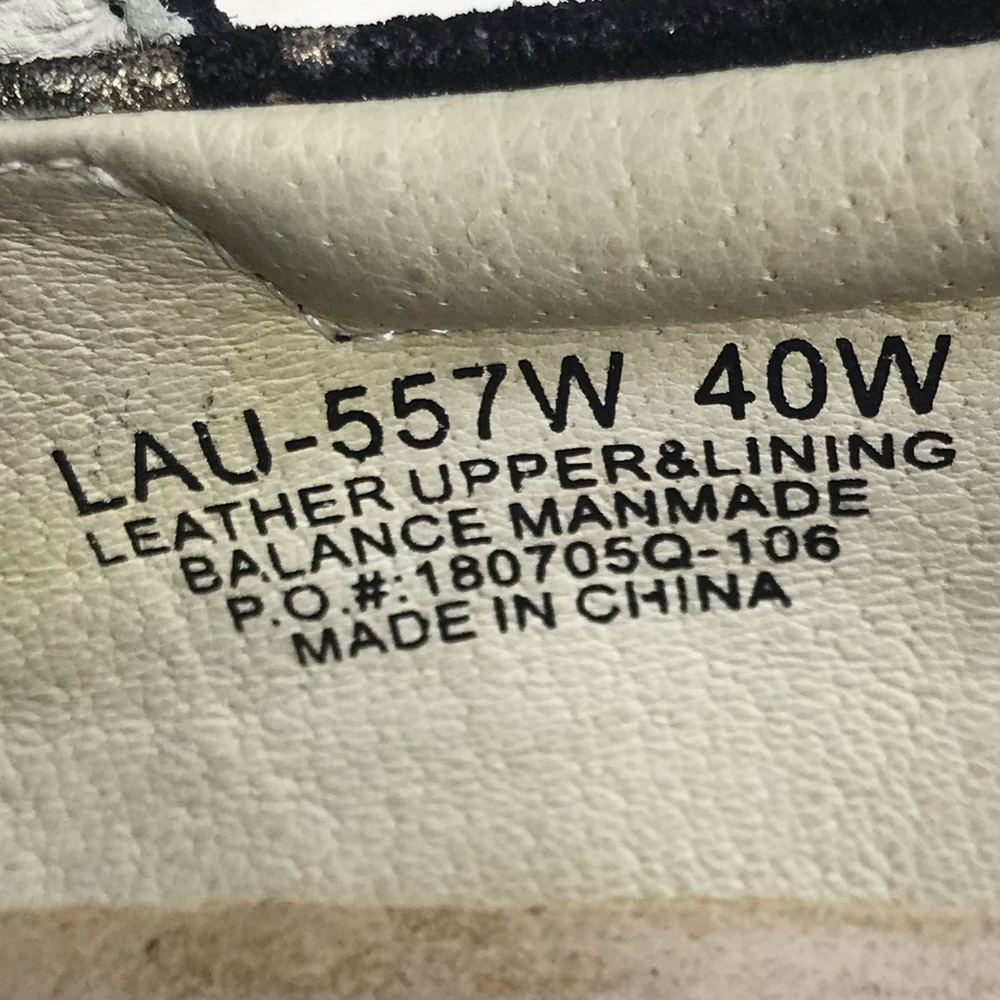 LAU-557W 40W
LEATHER UPPER&LINING
BALANCE MANMADE
P.O.#:180705Q-106
MADE IN CHINA